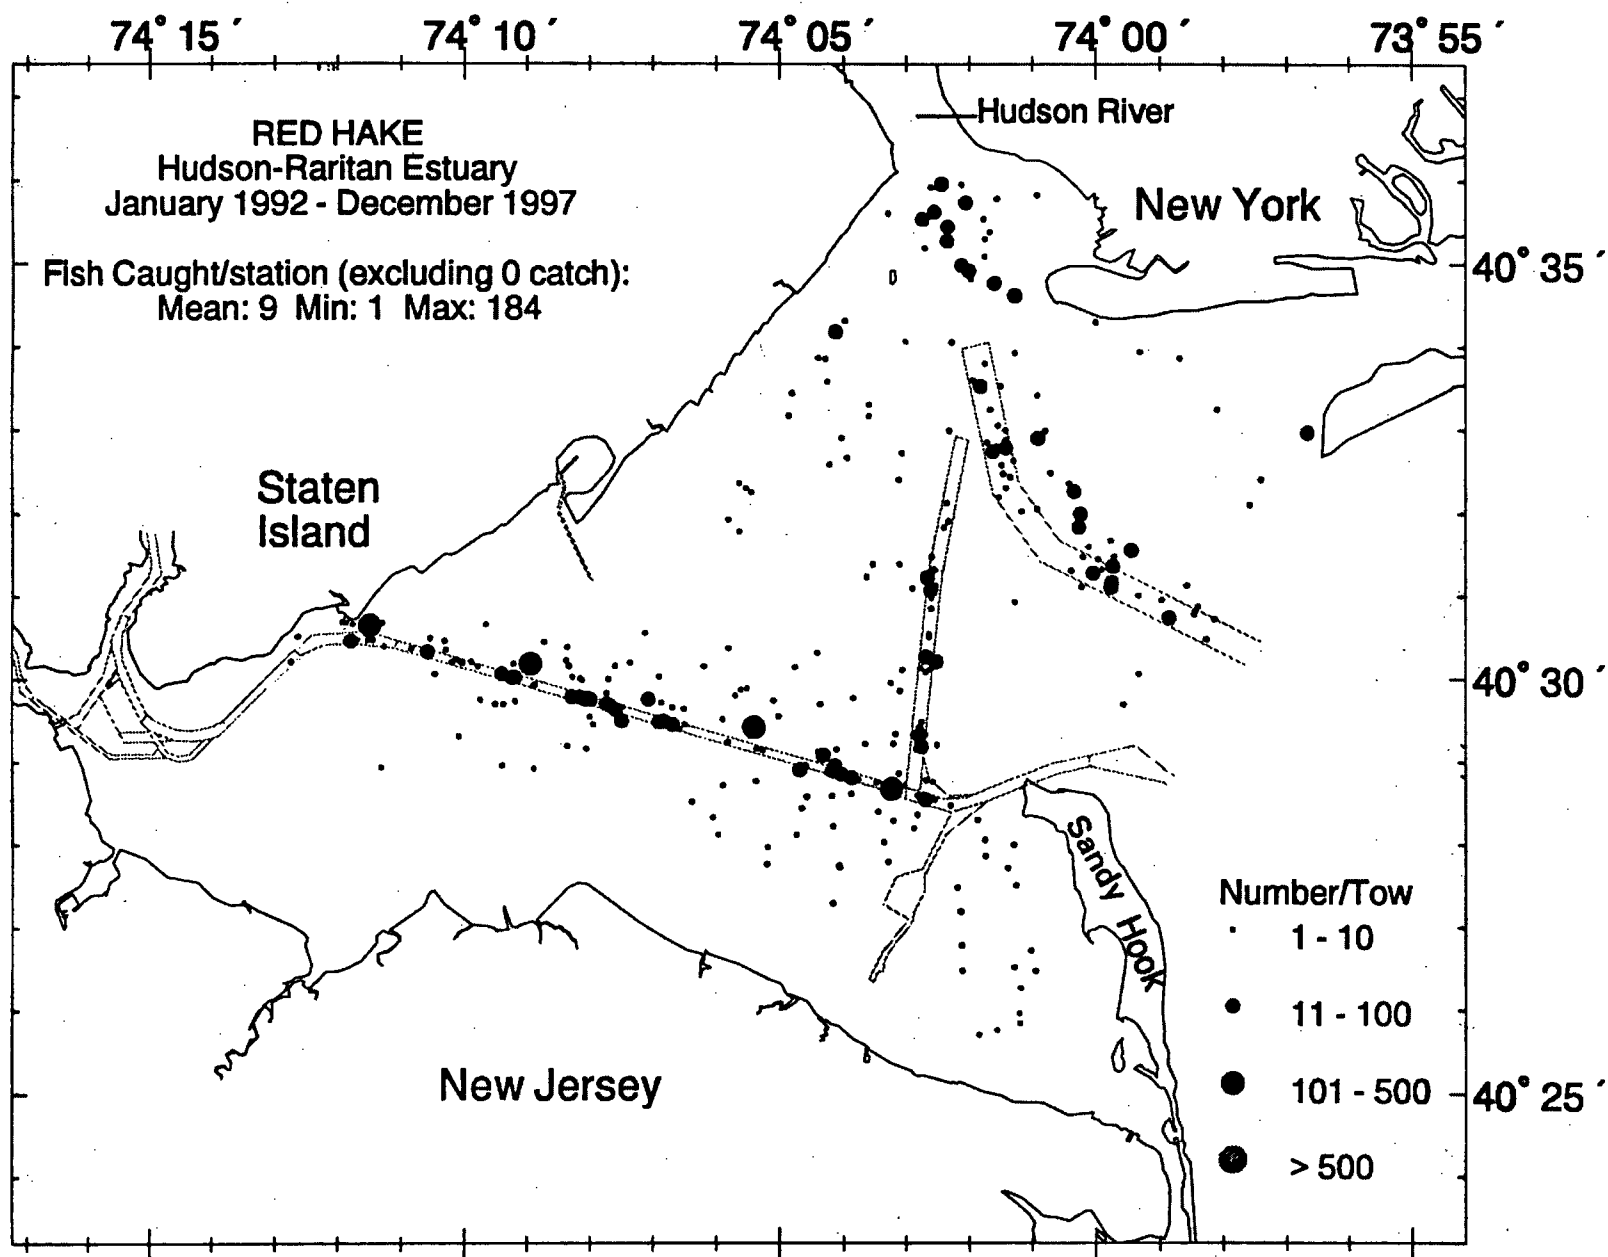 74° 15´ 74° 10´ 74° 05´ 74° 00´ 73° 55´
Hudson River
RED HAKE
Hudson-Raritan Estuary
January 1992 - December 1997
New York
Fish Caught/station (excluding 0 catch):
Mean: 9 Min: 1 Max: 184
40° 35´
Staten
Island
40° 30´
Sandy Hook
Number/Tow
1 - 10
11 - 100
101 - 500
> 500
New Jersey
40° 25´